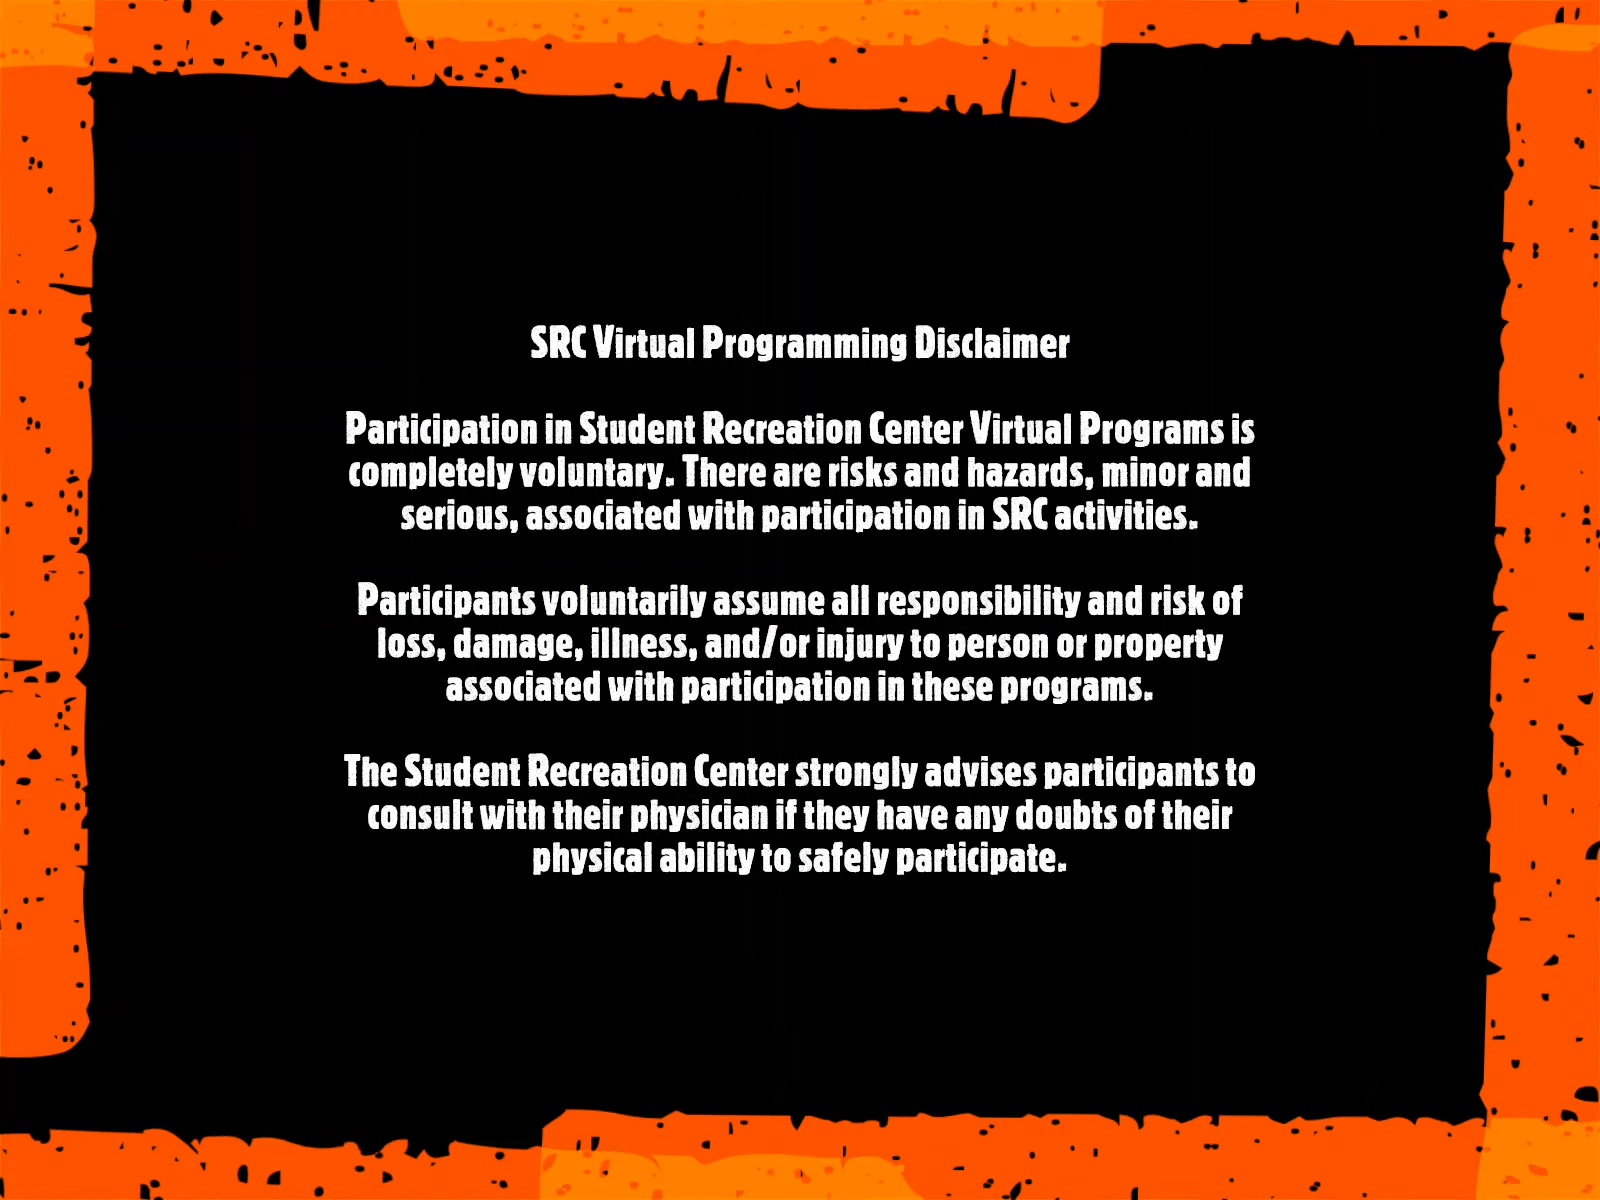 SRC Virtual Programming Disclaimer
Participation in Student Recreation Center Virtual Programs is
completely voluntary. There are risks and hazards, minor and
serious, associated with participation in SRC activities.
Participants voluntarily assume all responsibility and risk of
loss, damage, illness, and/or injury to person or property
associated with participation in these programs.
The Student Recreation Center strongly advises participants to
consult with their physician if they have any doubts of their
physical ability to safely participate.